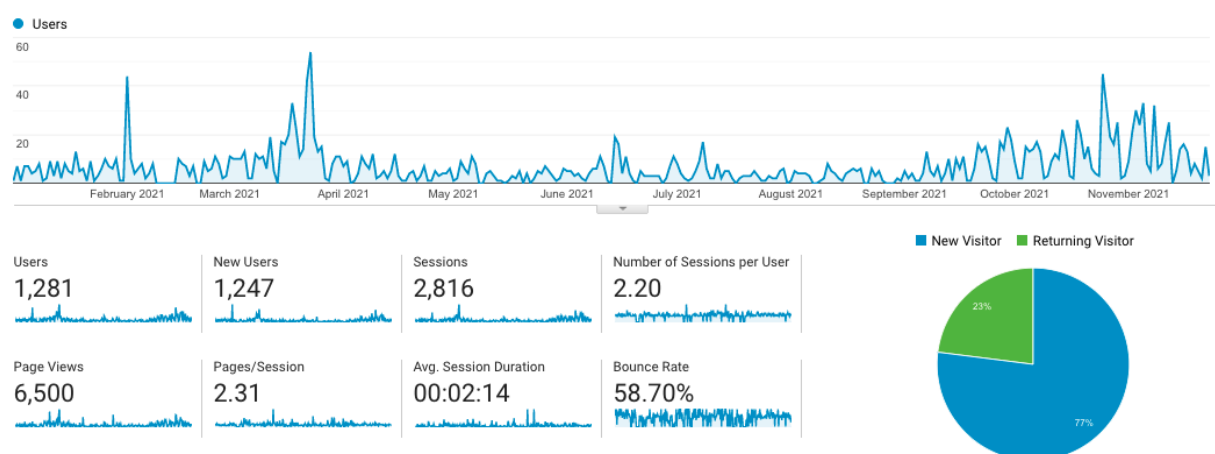 Users
60
40
20
February 2021 March 2021 April 2021 May 2021 June 2021 July 2021 August 2021 September 2021 October 2021 November 2021
New Visitor Returning Visitor
Users New Users Sessions Number of Sessions per User
1,281 1,247 2,816 2.20
23%
Page Views Pages/Session Avg. Session Duration Bounce Rate
6,500 2.31 00:02:14 58.70%
77%